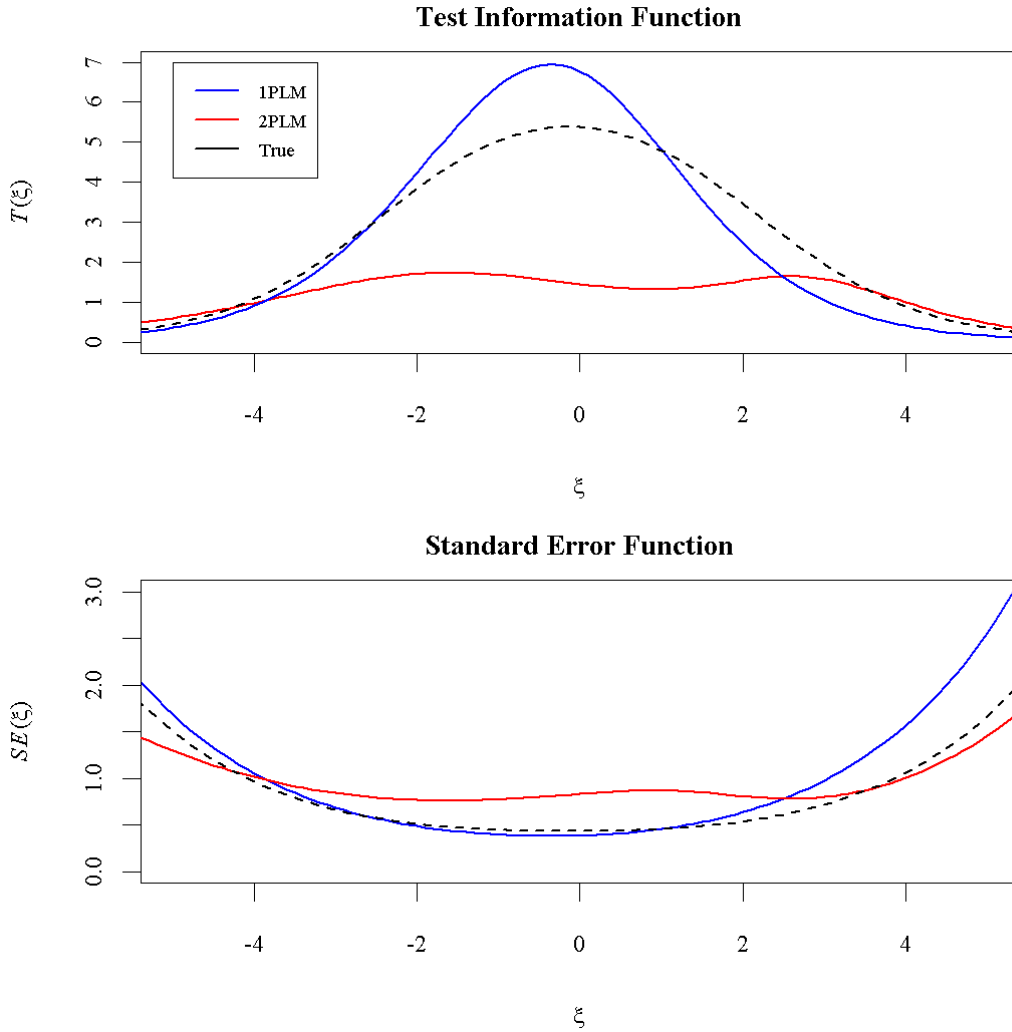 Test Information Function
T(ξ)
7
6
5
4
3
2
1
0
1PLM
2PLM
True
-4 -2 0 2 4
ξ
Standard Error Function
SE(ξ)
3.0
2.0
1.0
0.0
-4 -2 0 2 4
ξ